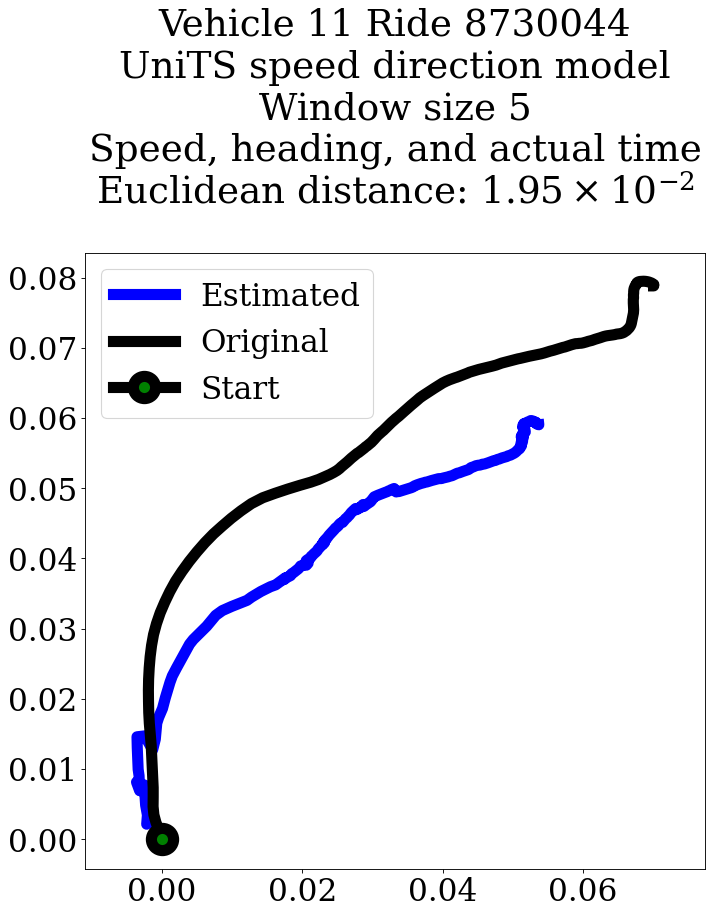 Vehicle 11 Ride 8730044
UniTS speed direction model
Window size 5
Speed, heading, and actual time
Euclidean distance: 1.95 × 10⁻²
Estimated
Original
Start
0.08
0.07
0.06
0.05
0.04
0.03
0.02
0.01
0.00
0.00 0.02 0.04 0.06